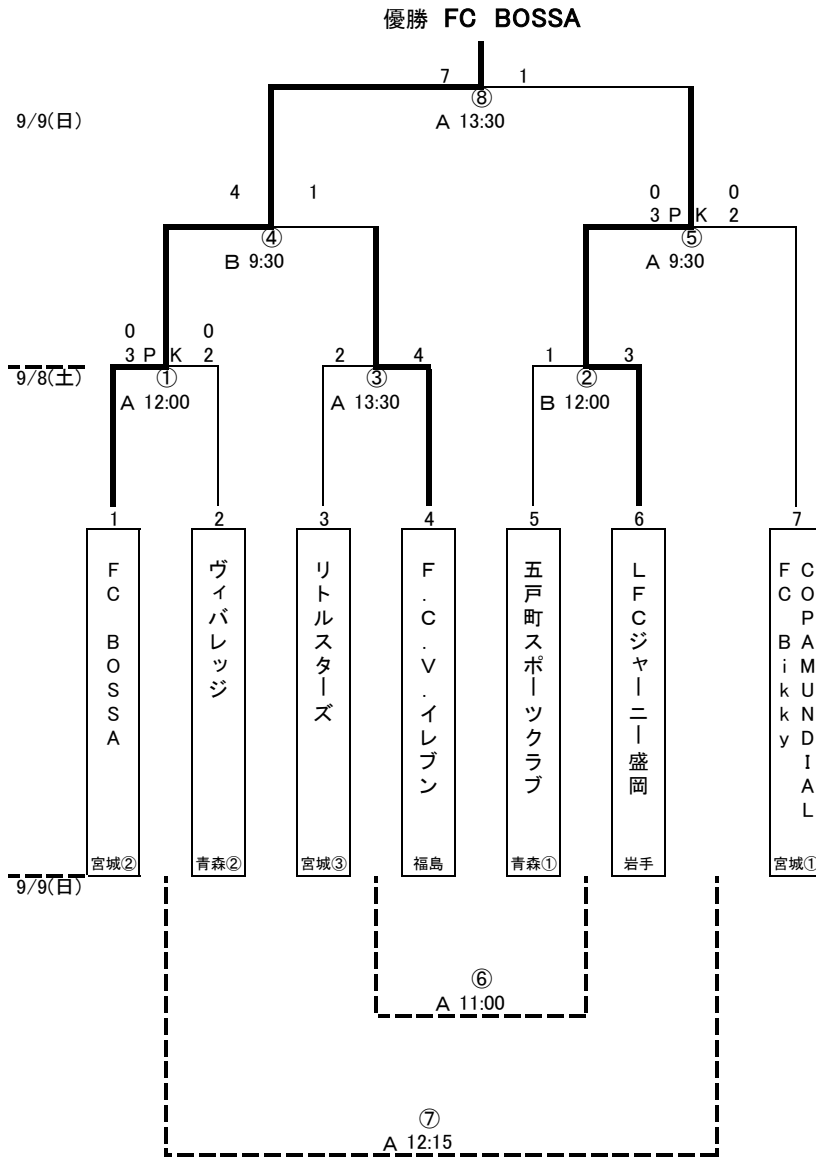 優勝 FC BOSSA
7 1
⑧
9/9(日)
A 13:30
4 1
0 0
3 P K 2
④
⑤
B 9:30
A 9:30
0 0
3 P K 2
2 4
1 3
9/8(土)
①
③
②
A 12:00
A 13:30
B 12:00
1 2 3 4 5 6 7
FC BOSSA
ヴィバレッジ
リトルスターズ
F.C.V.イレブン
五戸町スポーツクラブ
LFCジャーニー盛岡
COPAMUNDIAL
FC Bikky
宮城② 青森② 宮城③ 福島 青森① 岩手 宮城①
9/9(日)
⑥
A 11:00
⑦
A 12:15